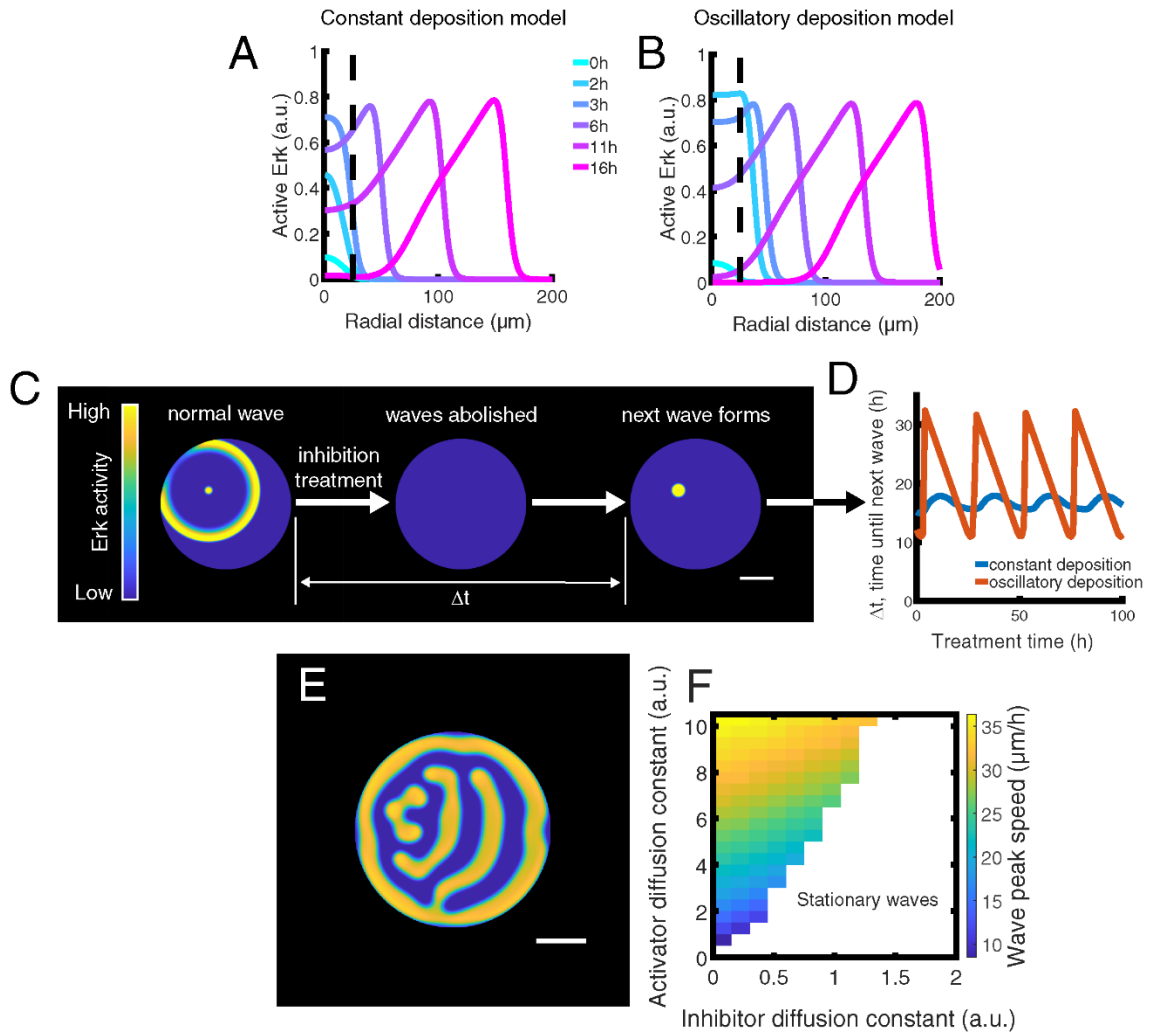 Constant deposition model
Oscillatory deposition model
A
B
1
0.8
0.6
0.4
0.2
0
Active Erk (a.u.)
0
100
200
Radial distance (µm)
0h
2h
3h
6h
11h
16h
1
0.8
0.6
0.4
0.2
0
Active Erk (a.u.)
0
100
200
Radial distance (µm)
C
High
Low
Erk activity
normal wave
waves abolished
next wave forms
inhibition
treatment
Δt
D
30
20
10
0
Δt, time until next wave (h)
constant deposition
oscillatory deposition
0
50
100
Treatment time (h)
E
F
10
8
6
4
2
0
Activator diffusion constant (a.u.)
Stationary waves
0
0.5
1
1.5
2
Inhibitor diffusion constant (a.u.)
30
20
10
Wave peak speed (µm/h)